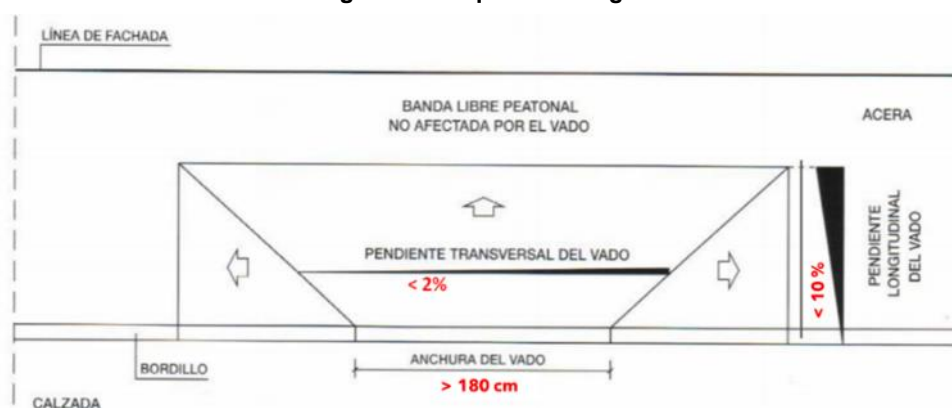 LÍNEA DE FACHADA
BANDA LIBRE PEATONAL
NO AFECTADA POR EL VADO
ACERA
PENDIENTE TRANSVERSAL DEL VADO
< 2%
< 10 %
PENDIENTE
LONGITUDINAL
DEL VADO
BORDILLO
ANCHURA DEL VADO
> 180 cm
CALZADA